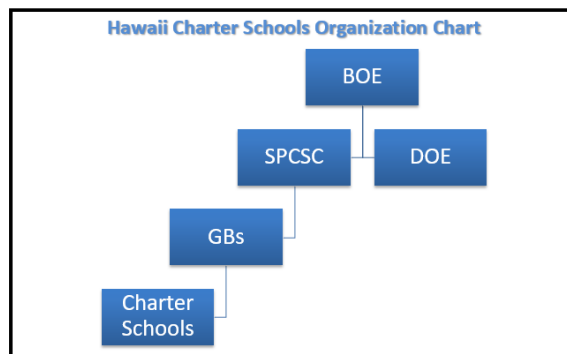 Hawaii Charter Schools Organization Chart
BOE
SPCSC
DOE
GBs
Charter
Schools